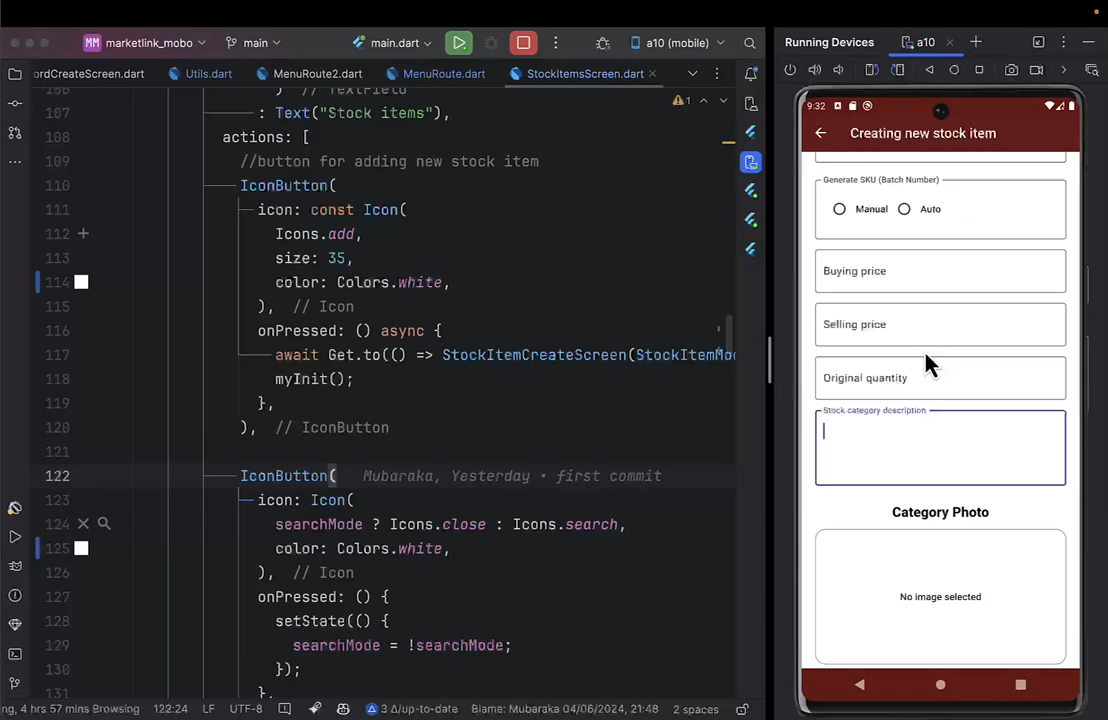 MM marketlink_mobo main main.dart a10 (mobile)
Running Devices a10
ordCreateScreen.dart Utils.dart MenuRoute2.dart MenuRoute.dart StockItemsScreen.dart
1
) // TextField
107 : Text("Stock items"),
108 actions: [
109 //button for adding new stock item
110 IconButton(
111 icon: const Icon(
112 Icons.add,
113 size: 35,
114 color: Colors.white,
115 ), // Icon
116 onPressed: () async {
117 await Get.to(() => StockItemCreateScreen(StockItemMo
118 myInit();
119 },
120 ), // IconButton
121
122 IconButton( Mubaraka, Yesterday • first commit
123 icon: Icon(
124 searchMode ? Icons.close : Icons.search,
125 color: Colors.white,
126 ), // Icon
127 onPressed: () {
128 setState(() {
129 searchMode = !searchMode;
130 });
131 },
ng, 4 hrs 57 mins Browsing 122:24 LF UTF-8 3 Δ/up-to-date Blame: Mubaraka 04/06/2024, 21:48 2 spaces
9:32
Creating new stock item
Generate SKU (Batch Number)
Manual Auto
Buying price
Selling price
Original quantity
Stock category description
Category Photo
No image selected